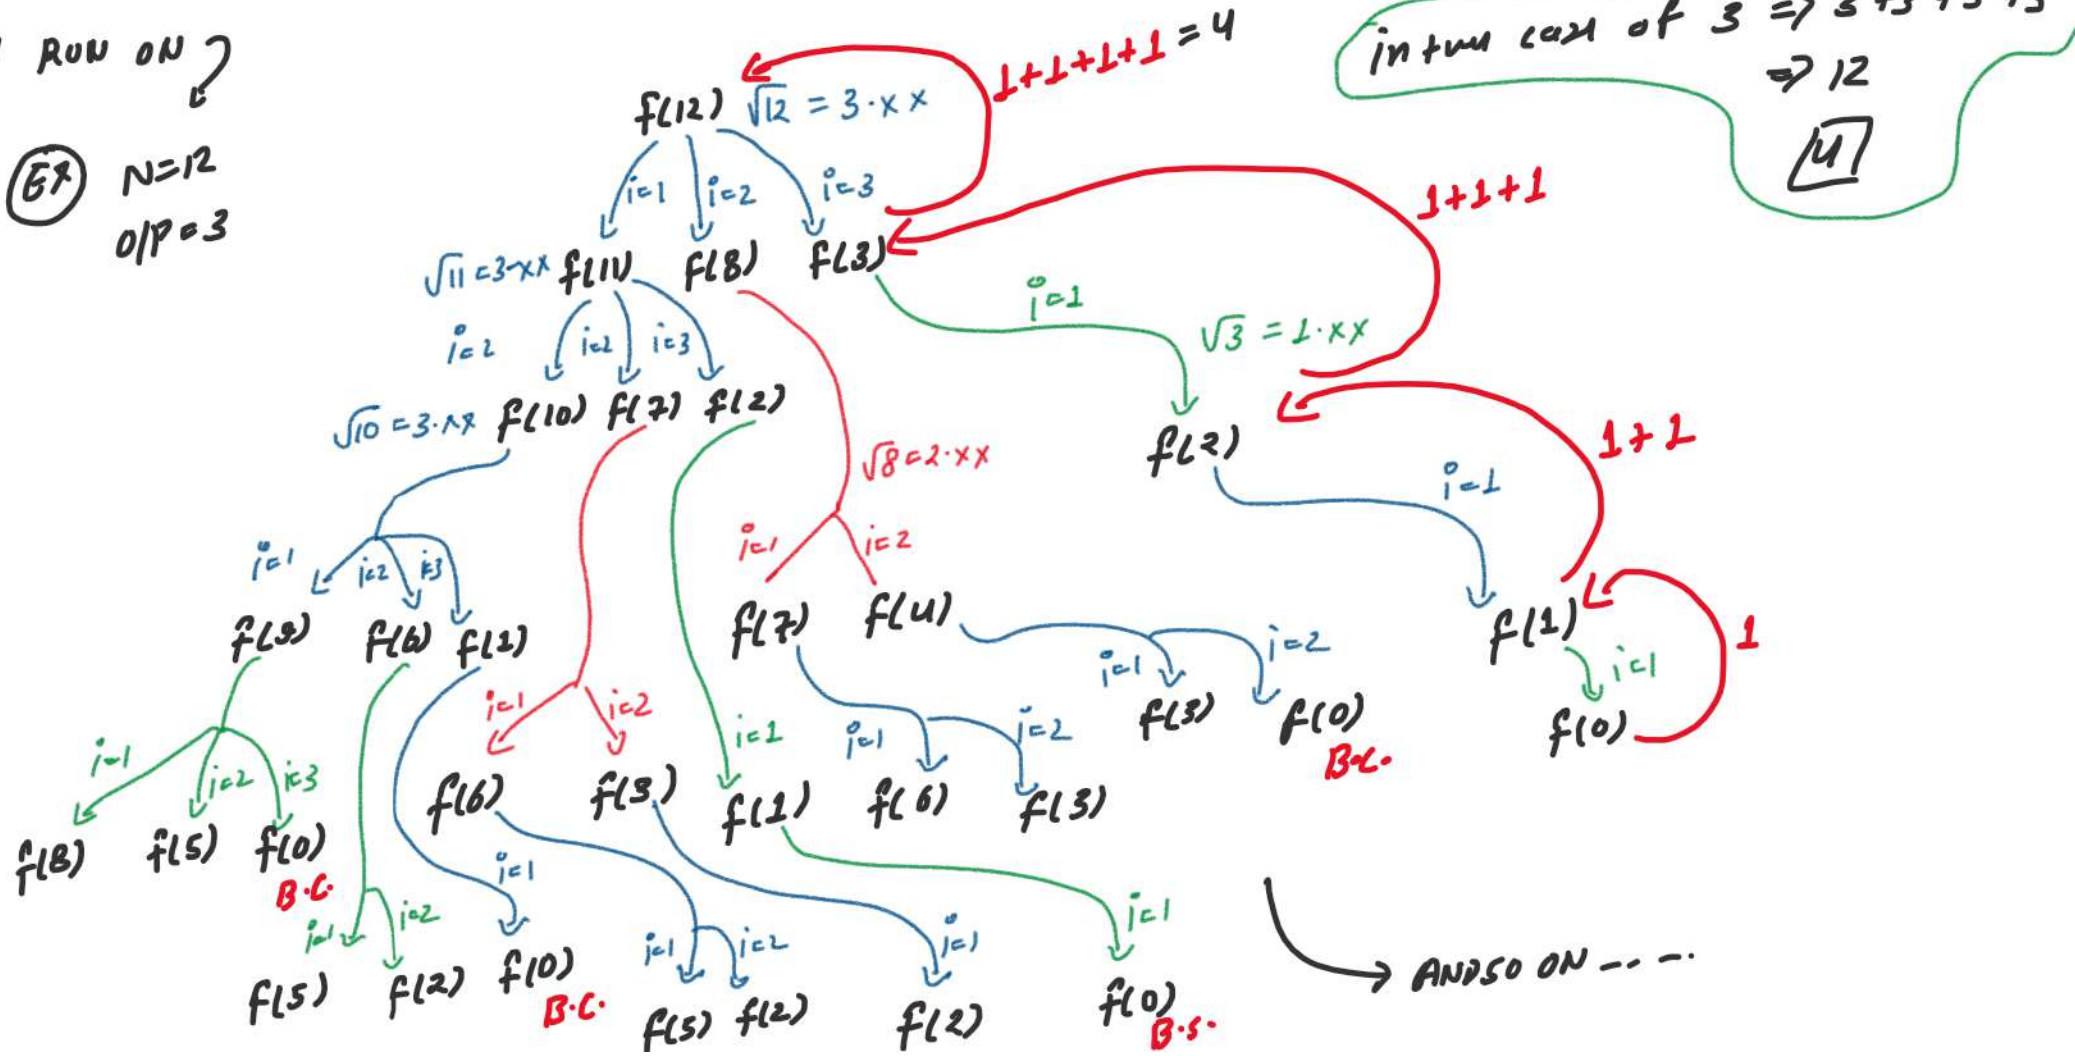 RUN ON
EX N=12
O/P=3
f(12) √12 = 3.xx
1+1+1+1 = 4
in case of 3 => 3+3+3+3
=> 12
4
i=1 i=2 i=3
1+1+1
√11=3.xx f(11) f(8) f(3)
i=1
√3 = 1.xx
i=2 i=2 i=3
√10=3.xx f(10) f(7) f(2)
f(2)
1+1
√8=2.xx
i=1
i=1 i=2
i=1 i=2 i=3
f(9) f(6) f(1)
f(7) f(4)
f(1)
1
i=1 i=2
i=1
f(3) f(0)
B.C.
f(0)
i=1 i=2
i=1
i=1 i=2
i=1 i=2 i=3
f(8) f(5) f(0)
B.C.
f(6) f(3) f(1) f(6) f(3)
i=1 i=2
i=1
i=1 i=2
i=1
i=1
f(5) f(2) f(0)
B.C.
f(5) f(2) f(2)
f(0)
B.S.
AND SO ON -- -.